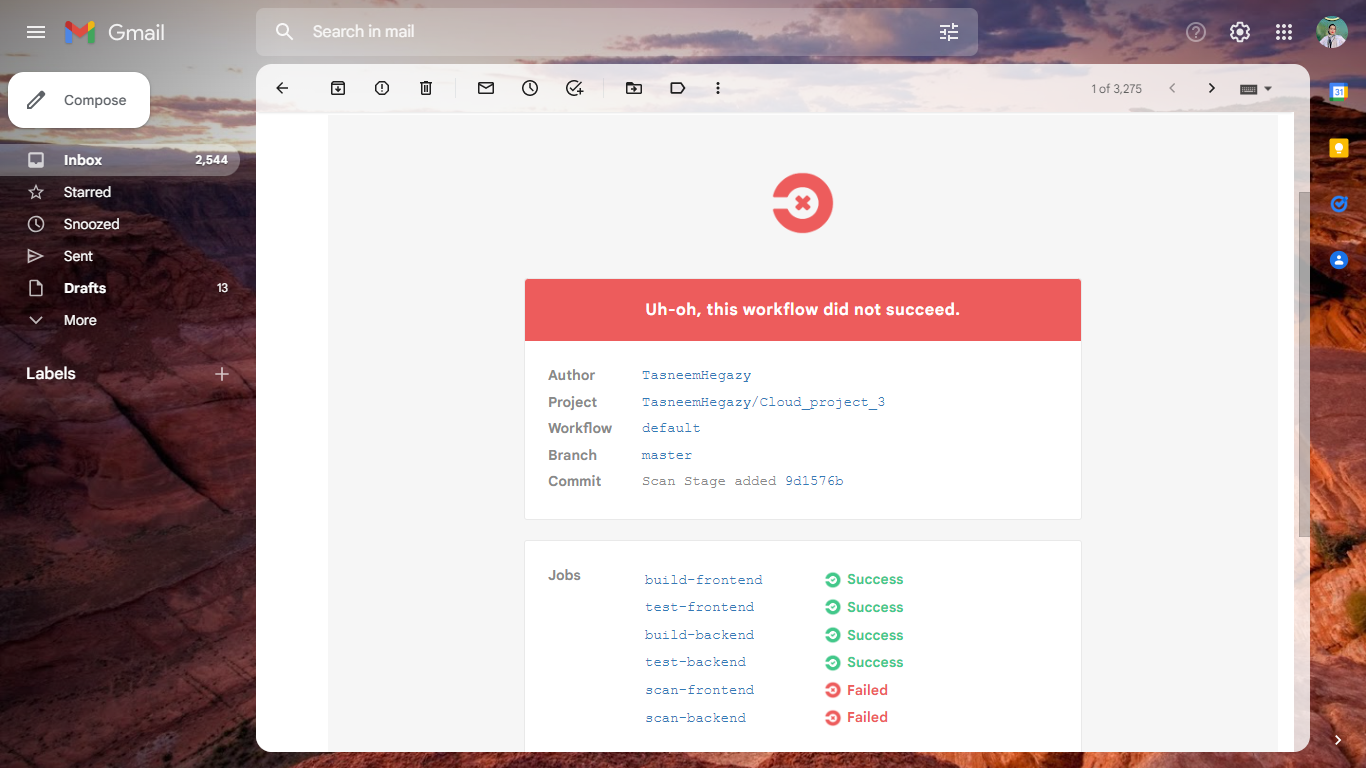 Gmail
Search in mail
Compose
1 of 3,275
31
Inbox 2,544
Starred
Snoozed
Sent
Drafts 13
More
Labels
Uh-oh, this workflow did not succeed.
Author TasneemHegazy
Project TasneemHegazy/Cloud_project_3
Workflow default
Branch master
Commit Scan Stage added 9d1576b
Jobs
build-frontend Success
test-frontend Success
build-backend Success
test-backend Success
scan-frontend Failed
scan-backend Failed